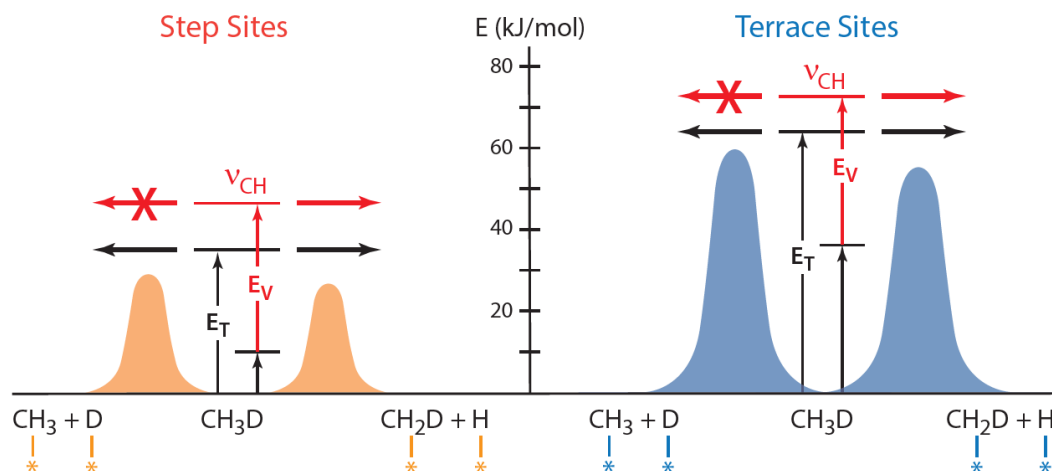 Step Sites
E (kJ/mol)
Terrace Sites
80
60
40
20
X
νCH
EV
ET
X
νCH
EV
ET
CH3 + D
CH3D
CH2D + H
CH3 + D
CH3D
CH2D + H
* * * *
* * * *